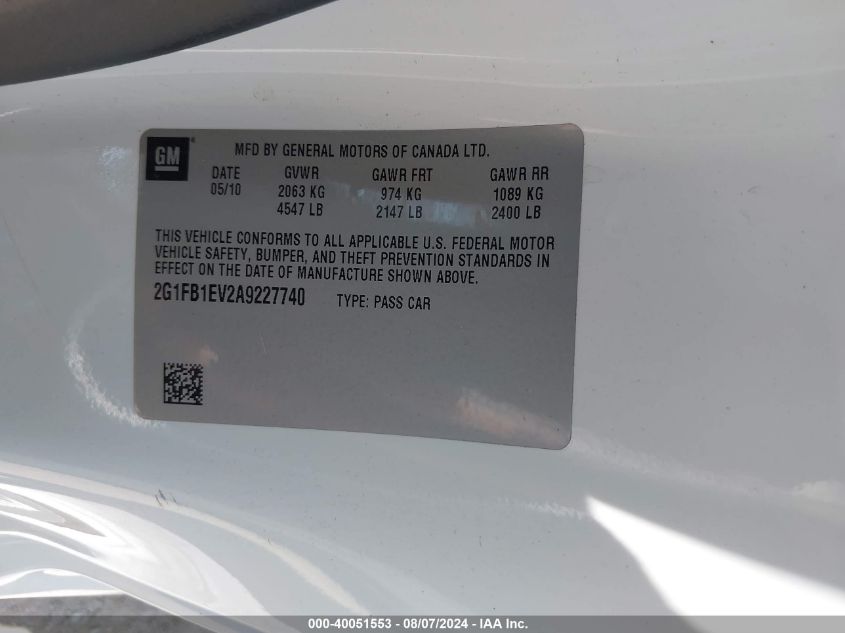 GM
MFD BY GENERAL MOTORS OF CANADA LTD.
DATE GVWR GAWR FRT GAWR RR
05/10 2063 KG 974 KG 1089 KG
4547 LB 2147 LB 2400 LB
THIS VEHICLE CONFORMS TO ALL APPLICABLE U.S. FEDERAL MOTOR
VEHICLE SAFETY, BUMPER, AND THEFT PREVENTION STANDARDS IN
EFFECT ON THE DATE OF MANUFACTURE SHOWN ABOVE.
2G1FB1EV2A9227740 TYPE: PASS CAR
000-40051553 - 08/07/2024 - IAA Inc.